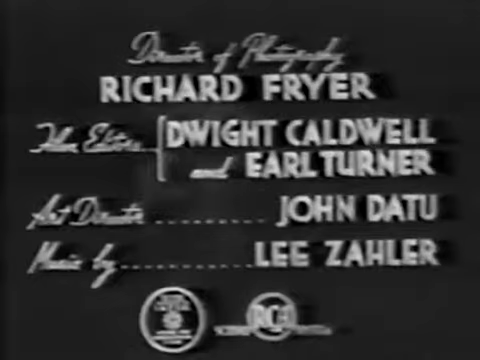 Director of Photography
RICHARD FRYER
Film Editors DWIGHT CALDWELL
and EARL TURNER
Art Director .......... JOHN DATU
Music by ............ LEE ZAHLER
RCA